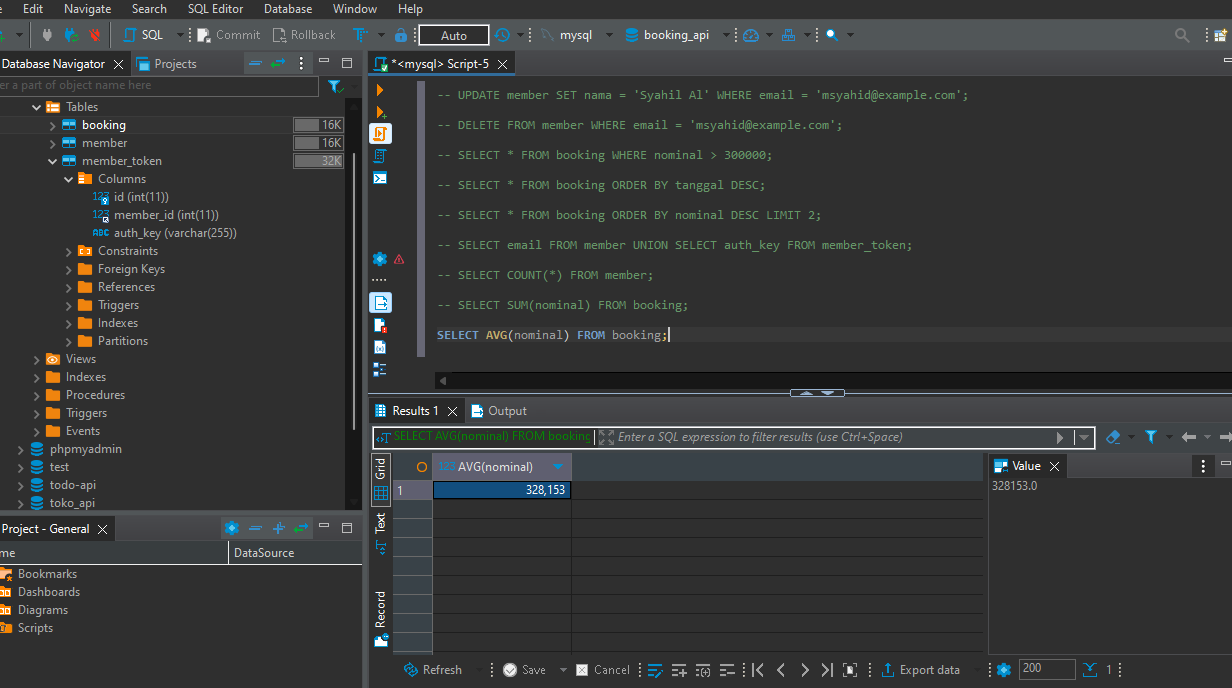 Edit Navigate Search SQL Editor Database Window Help
SQL Commit Rollback Auto mysql booking_api
Database Navigator Projects
er a part of object name here
Tables
booking 16K
member 16K
member_token 32K
Columns
id (int(11))
member_id (int(11))
auth_key (varchar(255))
Constraints
Foreign Keys
References
Triggers
Indexes
Partitions
Views
Indexes
Procedures
Triggers
Events
phpmyadmin
test
todo-api
toko_api
Project - General
me DataSource
Bookmarks
Dashboards
Diagrams
Scripts
*<mysql> Script-5
-- UPDATE member SET nama = 'Syahil Al' WHERE email = 'msyahid@example.com';
-- DELETE FROM member WHERE email = 'msyahid@example.com';
-- SELECT * FROM booking WHERE nominal > 300000;
-- SELECT * FROM booking ORDER BY tanggal DESC;
-- SELECT * FROM booking ORDER BY nominal DESC LIMIT 2;
-- SELECT email FROM member UNION SELECT auth_key FROM member_token;
-- SELECT COUNT(*) FROM member;
-- SELECT SUM(nominal) FROM booking;
SELECT AVG(nominal) FROM booking;
Results 1 Output
SELECT AVG(nominal) FROM booking Enter a SQL expression to filter results (use Ctrl+Space)
Grid
Text
Record
123 AVG(nominal)
1 328,153
Value
328153.0
Refresh Save Cancel Export data 200 1